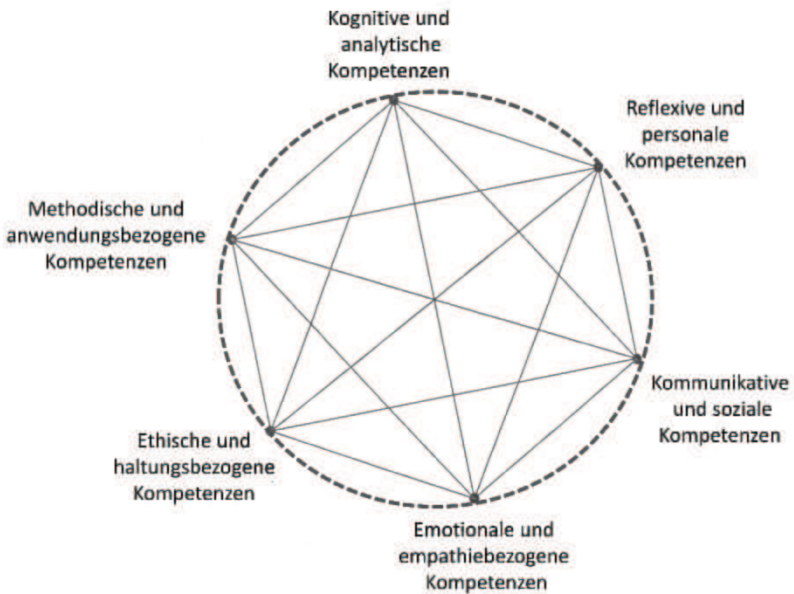 Kognitive und
analytische
Kompetenzen
Reflexive und
personale
Kompetenzen
Methodische und
anwendungsbezogene
Kompetenzen
Kommunikative
und soziale
Kompetenzen
Ethische und
haltungsbezogene
Kompetenzen
Emotionale und
empathiebezogene
Kompetenzen